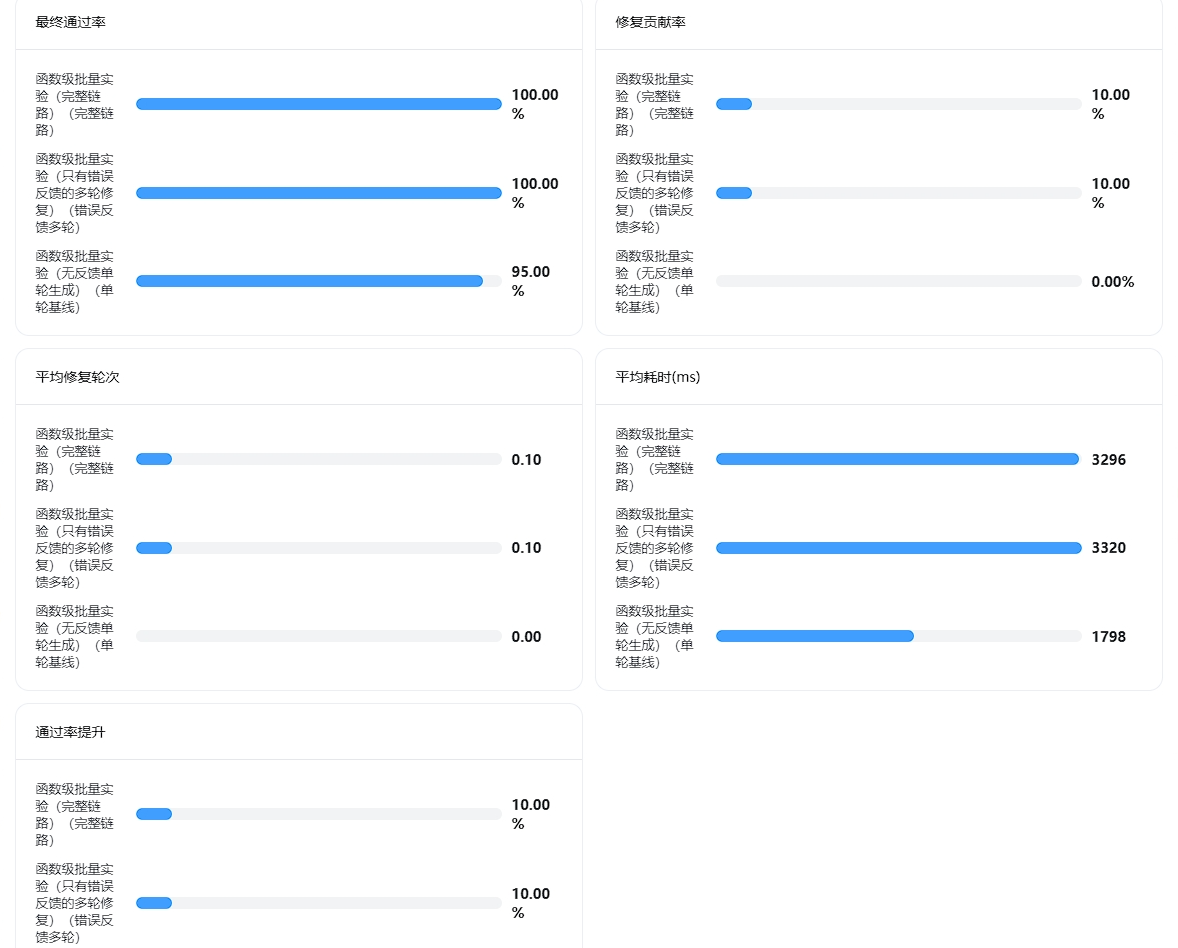 最终通过率
函数级批量实
验（完整链
路）（完整链
路）
100.00
%
函数级批量实
验（只有错误
反馈的多轮修
复）（错误反
馈多轮）
100.00
%
函数级批量实
验（无反馈单
轮生成）（单
轮基线）
95.00
%
修复贡献率
函数级批量实
验（完整链
路）（完整链
路）
10.00
%
函数级批量实
验（只有错误
反馈的多轮修
复）（错误反
馈多轮）
10.00
%
函数级批量实
验（无反馈单
轮生成）（单
轮基线）
0.00%
平均修复轮次
函数级批量实
验（完整链
路）（完整链
路）
0.10
函数级批量实
验（只有错误
反馈的多轮修
复）（错误反
馈多轮）
0.10
函数级批量实
验（无反馈单
轮生成）（单
轮基线）
0.00
平均耗时(ms)
函数级批量实
验（完整链
路）（完整链
路）
3296
函数级批量实
验（只有错误
反馈的多轮修
复）（错误反
馈多轮）
3320
函数级批量实
验（无反馈单
轮生成）（单
轮基线）
1798
通过率提升
函数级批量实
验（完整链
路）（完整链
路）
10.00
%
函数级批量实
验（只有错误
反馈的多轮修
复）（错误反
馈多轮）
10.00
%